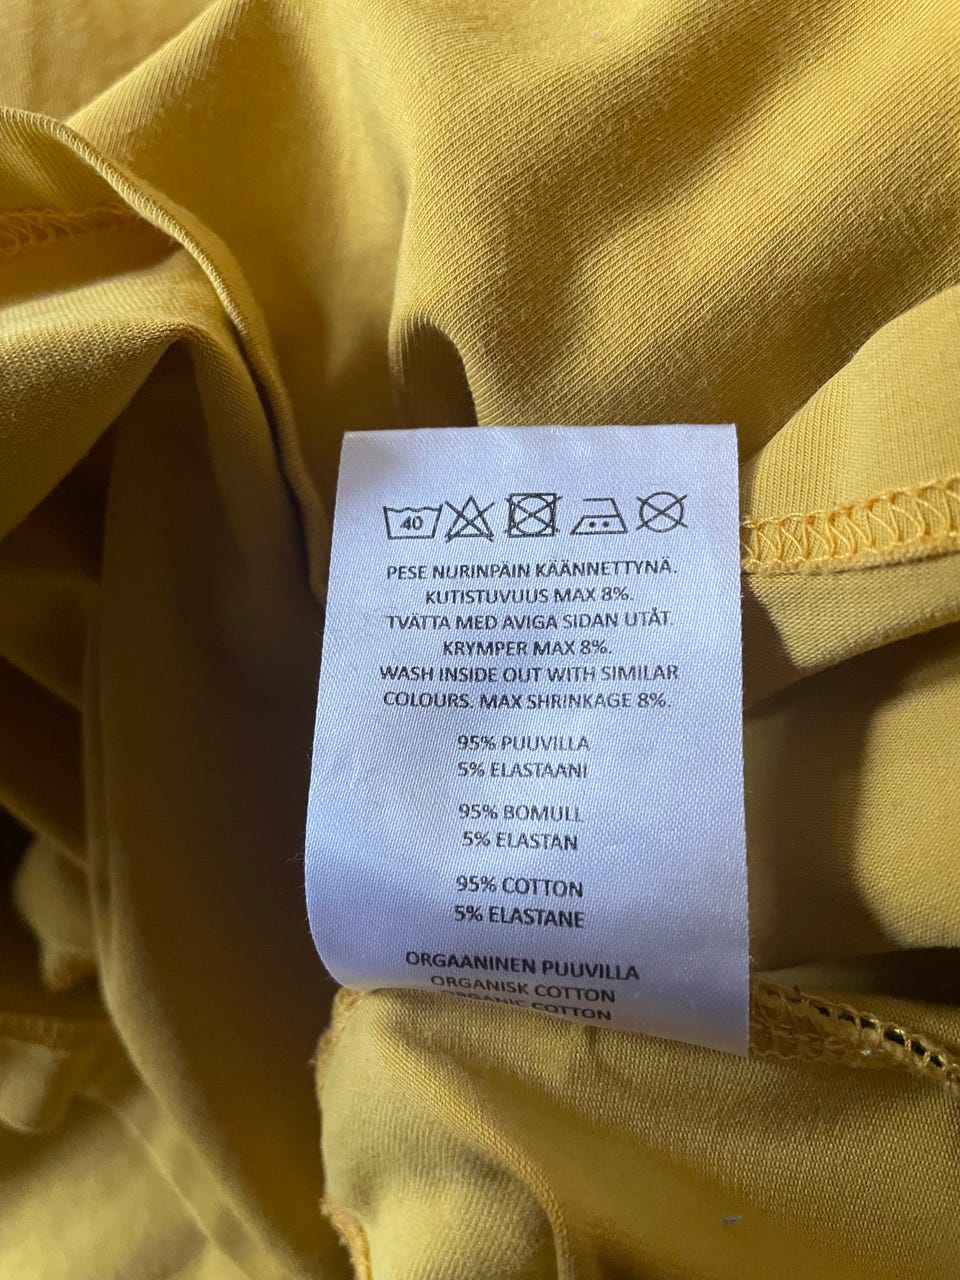 40
PESE NURINPÄIN KÄÄNNETTYNÄ.
KUTISTUVUUS MAX 8%.
TVÄTTA MED AVIGA SIDAN UTÅT.
KRYMPER MAX 8%.
WASH INSIDE OUT WITH SIMILAR
COLOURS. MAX SHRINKAGE 8%.
95% PUUVILLA
5% ELASTAANI
95% BOMULL
5% ELASTAN
95% COTTON
5% ELASTANE
ORGAANINEN PUUVILLA
ORGANISK COTTON
ORGANIC COTTON